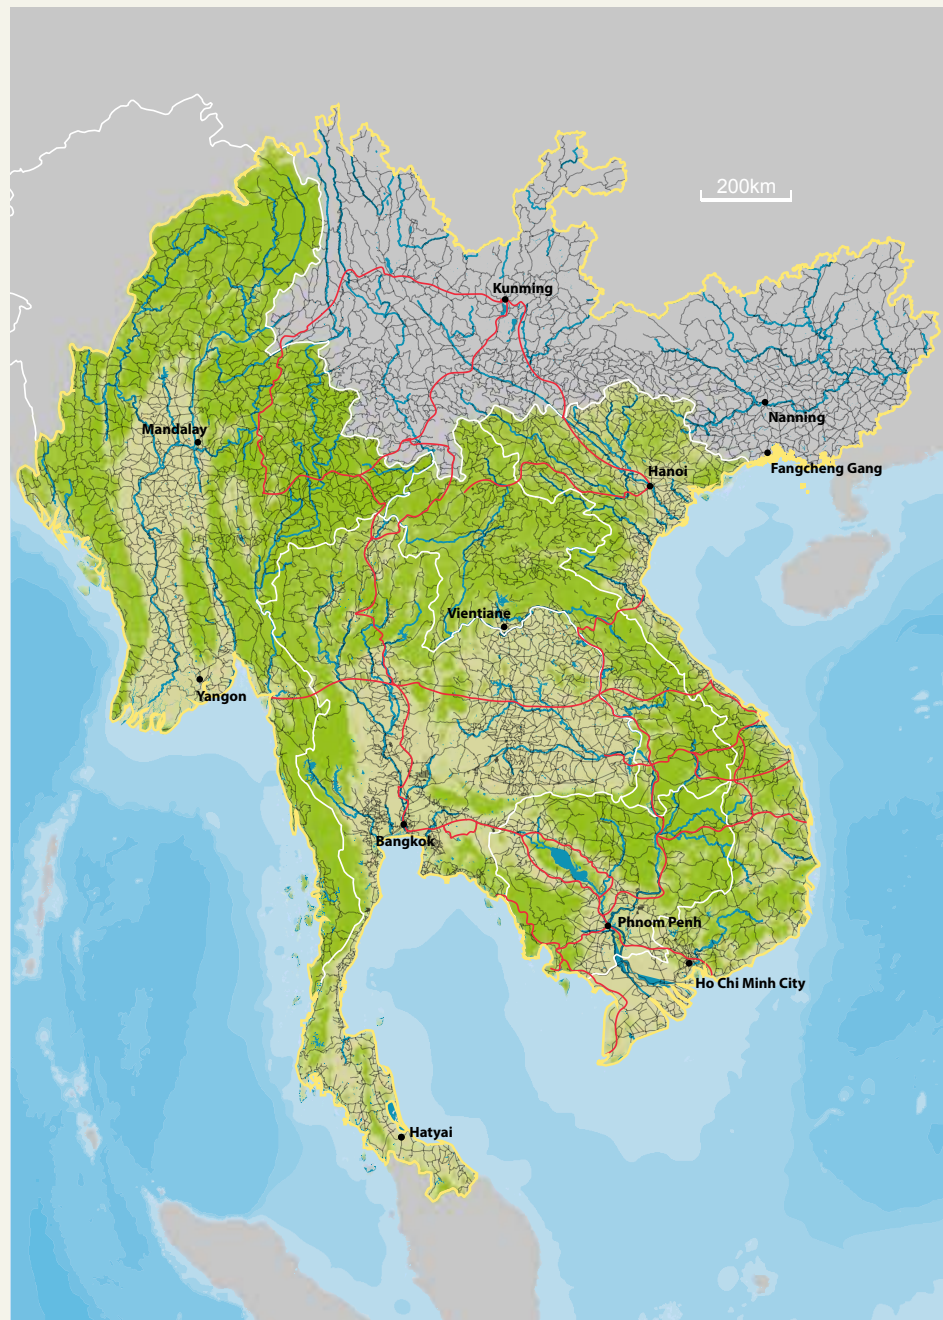 200km
Kunming
Nanning
Mandalay
Fangcheng Gang
Hanoi
Vientiane
Yangon
Bangkok
Phnom Penh
Ho Chi Minh City
Hatyai